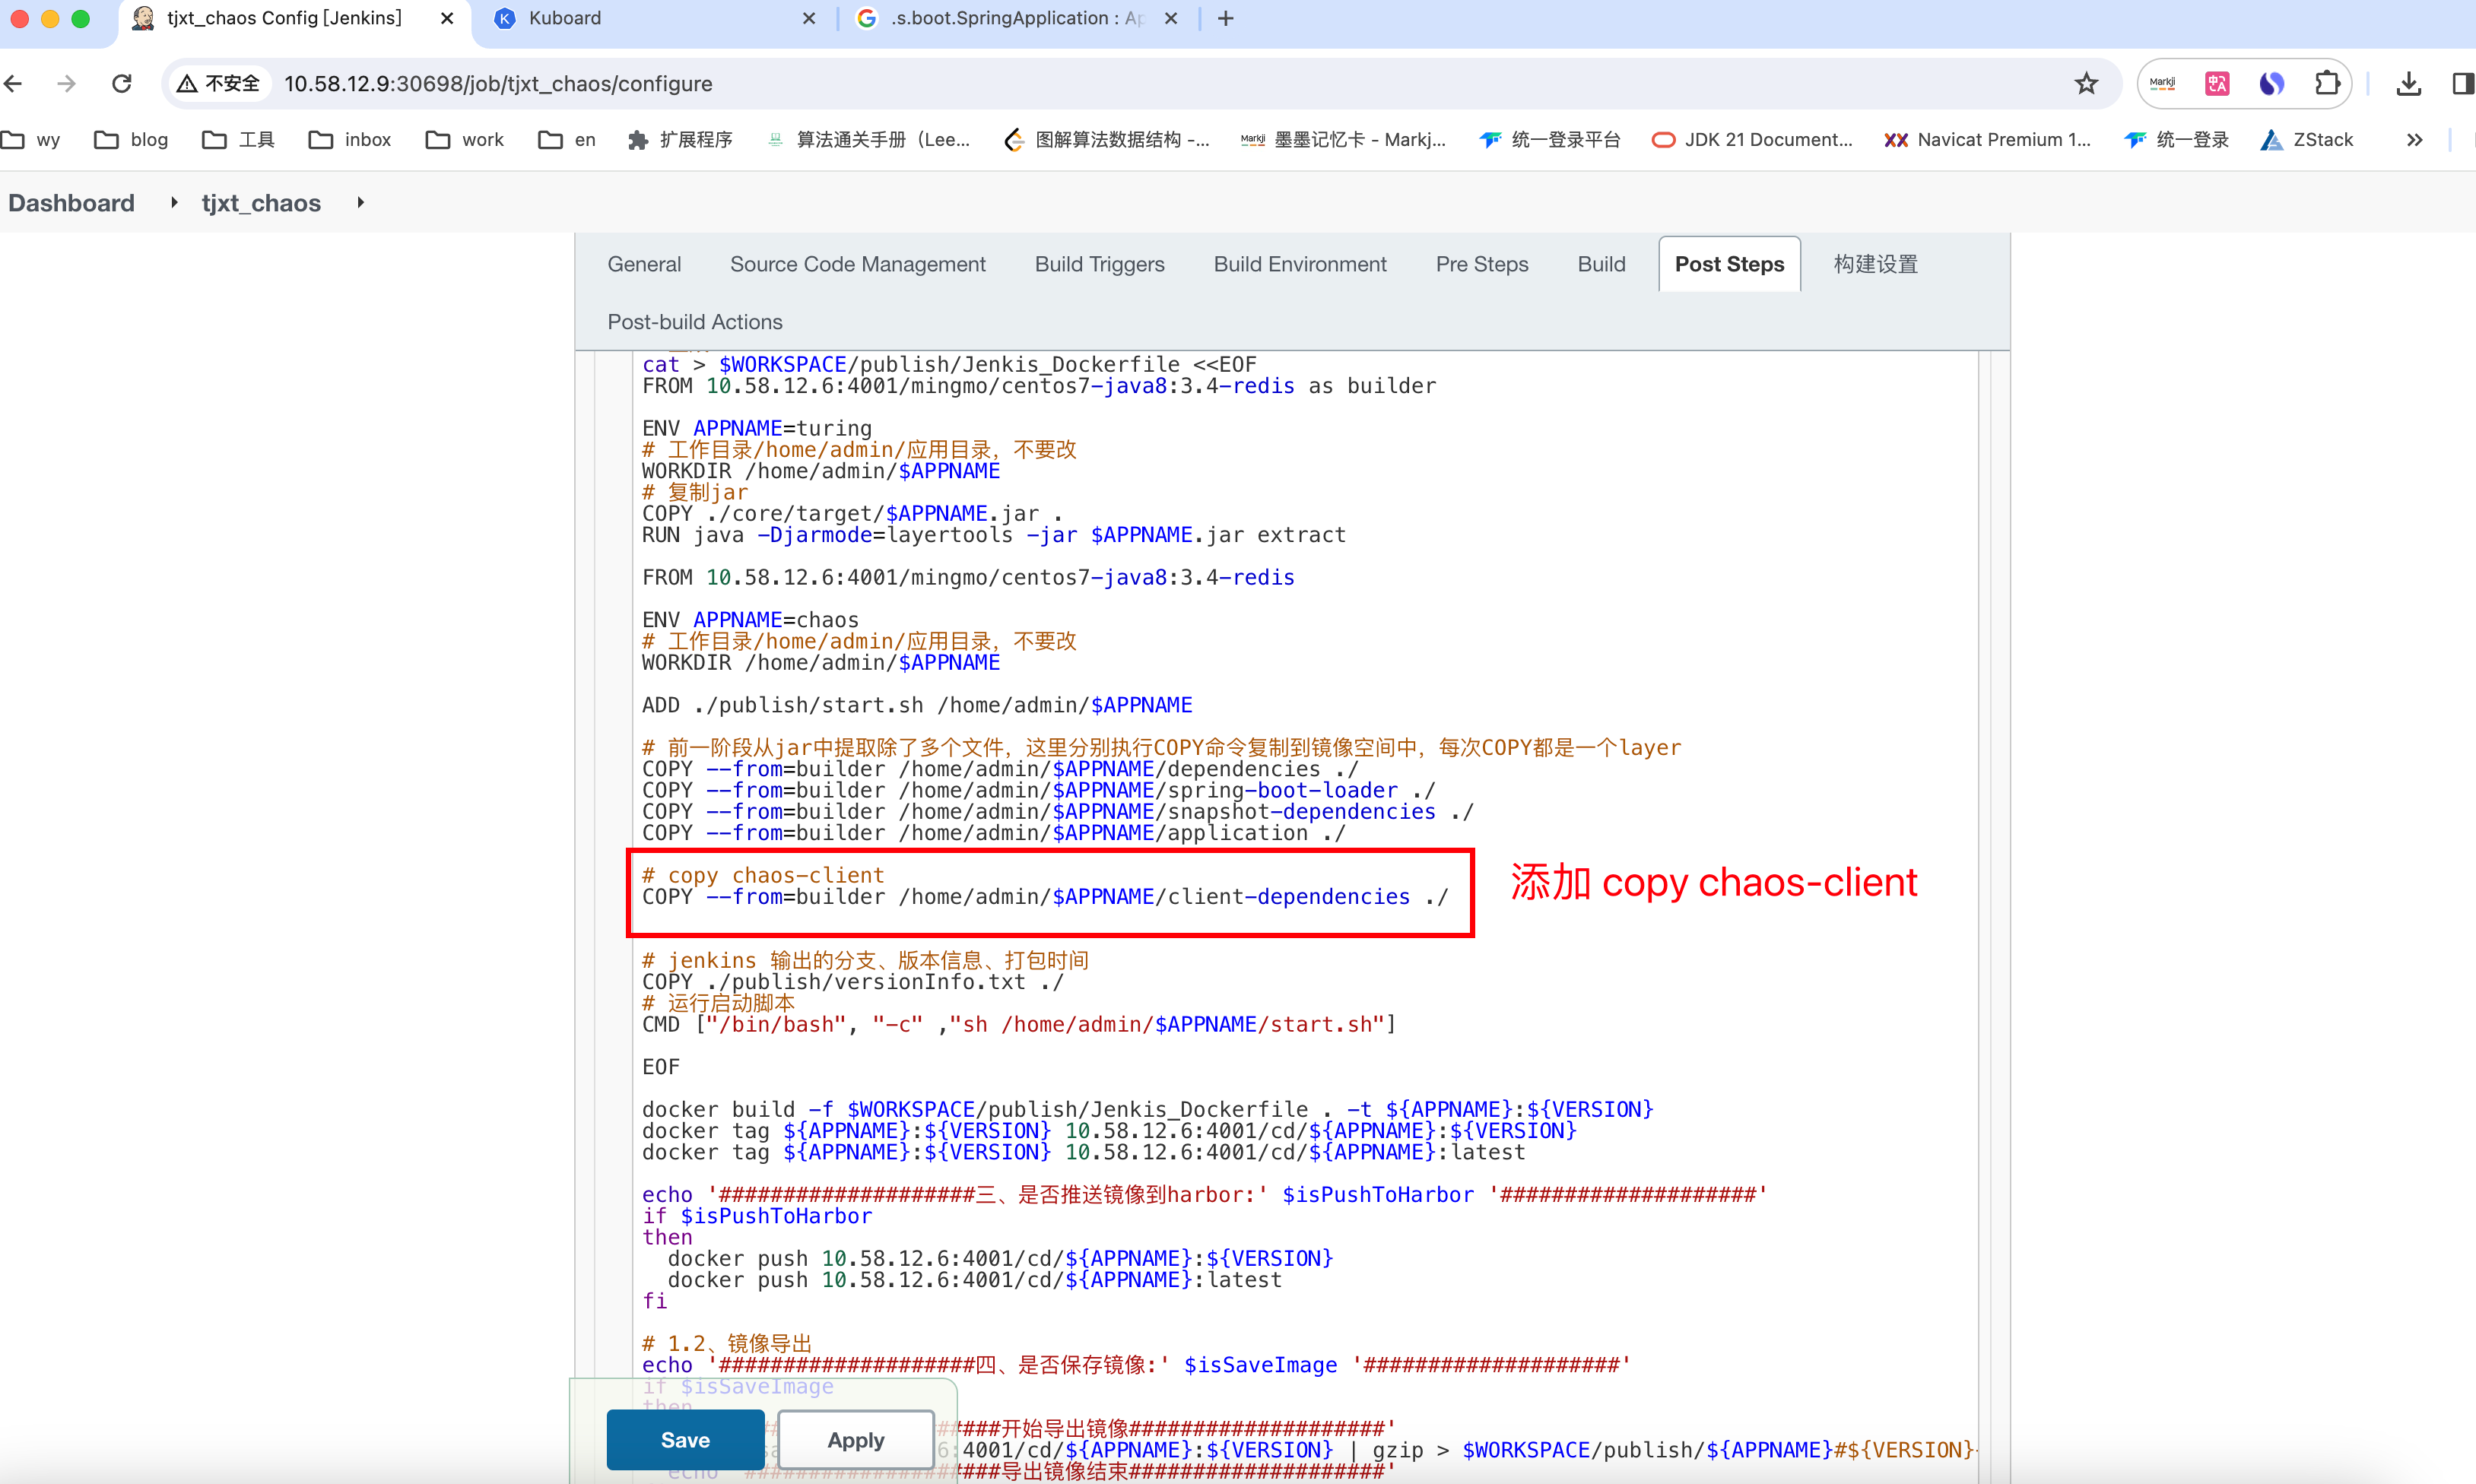 tjxt_chaos Config [Jenkins]
Kuboard
.s.boot.SpringApplication : Ap
不安全
10.58.12.9:30698/job/tjxt_chaos/configure
Markji
wy
blog
工具
inbox
work
en
扩展程序
算法通关手册（Lee...
图解算法数据结构 -...
Markji 墨墨记忆卡 - Markj...
统一登录平台
JDK 21 Document...
Navicat Premium 1...
统一登录
ZStack
Dashboard
tjxt_chaos
General
Source Code Management
Build Triggers
Build Environment
Pre Steps
Build
Post Steps
构建设置
Post-build Actions
cat > $WORKSPACE/publish/Jenkis_Dockerfile <<EOF
FROM 10.58.12.6:4001/mingmo/centos7-java8:3.4-redis as builder
ENV APPNAME=turing
# 工作目录/home/admin/应用目录，不要改
WORKDIR /home/admin/$APPNAME
# 复制jar
COPY ./core/target/$APPNAME.jar .
RUN java -Djarmode=layertools -jar $APPNAME.jar extract
FROM 10.58.12.6:4001/mingmo/centos7-java8:3.4-redis
ENV APPNAME=chaos
# 工作目录/home/admin/应用目录，不要改
WORKDIR /home/admin/$APPNAME
ADD ./publish/start.sh /home/admin/$APPNAME
# 前一阶段从jar中提取除了多个文件，这里分别执行COPY命令复制到镜像空间中，每次COPY都是一个layer
COPY --from=builder /home/admin/$APPNAME/dependencies ./
COPY --from=builder /home/admin/$APPNAME/spring-boot-loader ./
COPY --from=builder /home/admin/$APPNAME/snapshot-dependencies ./
COPY --from=builder /home/admin/$APPNAME/application ./
# copy chaos-client
COPY --from=builder /home/admin/$APPNAME/client-dependencies ./
添加 copy chaos-client
# jenkins 输出的分支、版本信息、打包时间
COPY ./publish/versionInfo.txt ./
# 运行启动脚本
CMD ["/bin/bash", "-c" ,"sh /home/admin/$APPNAME/start.sh"]
EOF
docker build -f $WORKSPACE/publish/Jenkis_Dockerfile . -t ${APPNAME}:${VERSION}
docker tag ${APPNAME}:${VERSION} 10.58.12.6:4001/cd/${APPNAME}:${VERSION}
docker tag ${APPNAME}:${VERSION} 10.58.12.6:4001/cd/${APPNAME}:latest
echo '####################三、是否推送镜像到harbor:' $isPushToHarbor '####################'
if $isPushToHarbor
then
docker push 10.58.12.6:4001/cd/${APPNAME}:${VERSION}
docker push 10.58.12.6:4001/cd/${APPNAME}:latest
fi
# 1.2、镜像导出
echo '####################四、是否保存镜像:' $isSaveImage '####################'
if $isSaveImage
then
####开始导出镜像####################'
6:4001/cd/${APPNAME}:${VERSION} | gzip > $WORKSPACE/publish/${APPNAME}#${VERSION}-
echo '####################导出镜像结束####################'
Save
Apply